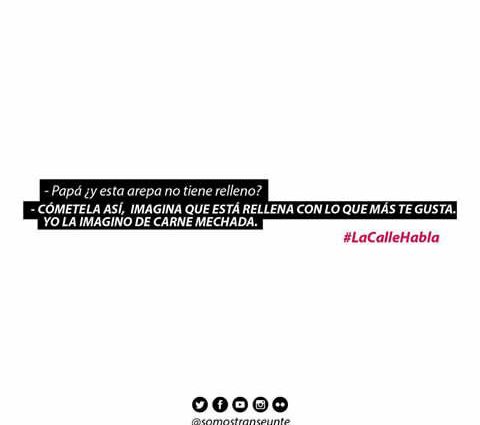 - Papá ¿y esta arepa no tiene relleno?
- CÓMETELA ASÍ, IMAGINA QUE ESTÁ RELLENA CON LO QUE MÁS TE GUSTA.
YO LA IMAGINO DE CARNE MECHADA.
#LaCalleHabla
@somostranseunte